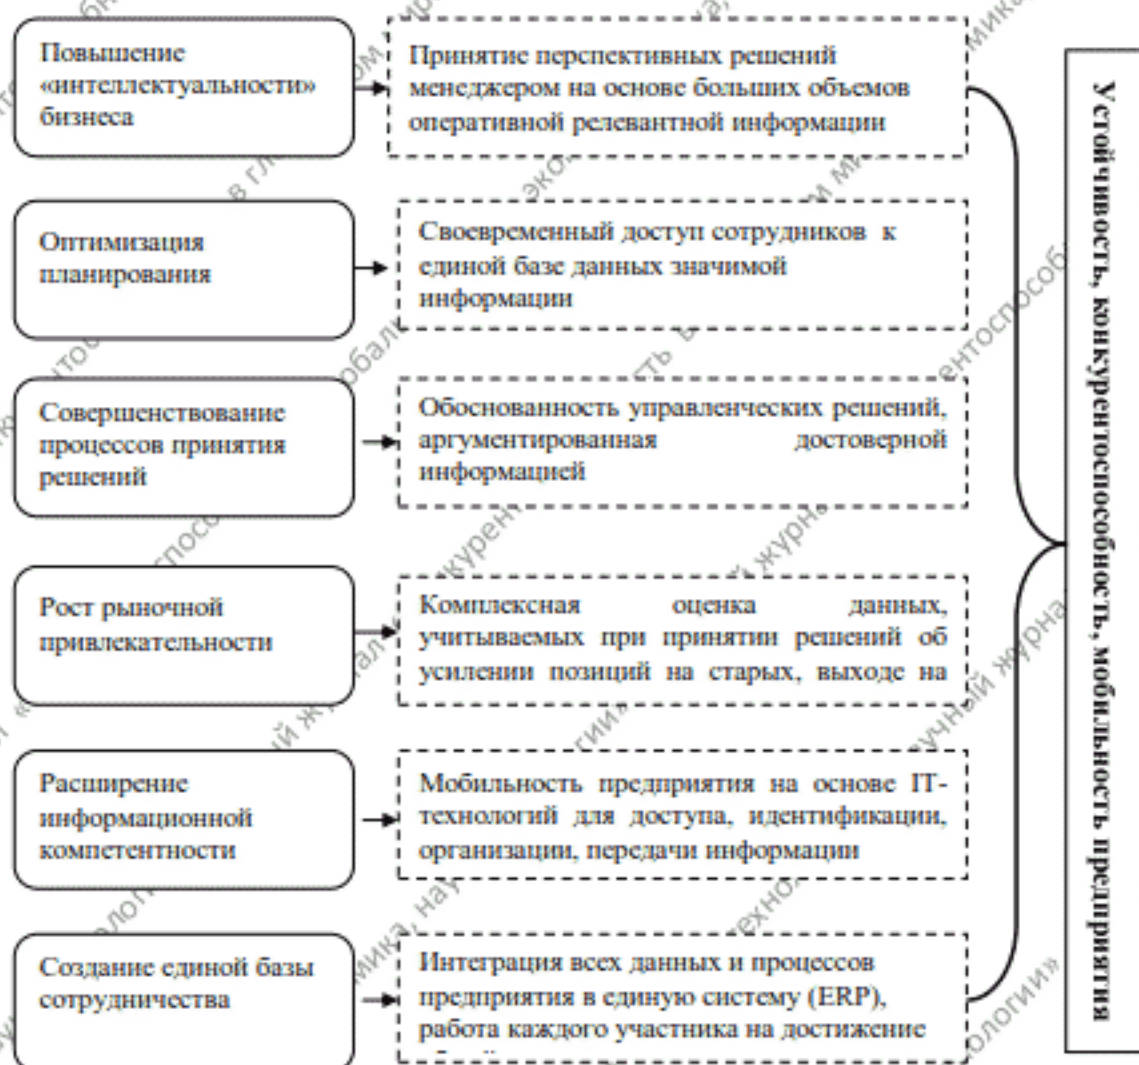 Повышение
«интеллектуальности»
бизнеса
Принятие перспективных решений
менеджером на основе больших объемов
оперативной релевантной информации
Оптимизация
планирования
Своевременный доступ сотрудников к
единой базе данных значимой
информации
Совершенствование
процессов принятия
решений
Обоснованность управленческих решений,
аргументированная достоверной
информацией
Рост рыночной
привлекательности
Комплексная оценка данных,
учитываемых при принятии решений об
усилении позиций на старых, выходе на
Расширение
информационной
компетентности
Мобильность предприятия на основе IT-
технологий для доступа, идентификации,
организации, передачи информации
Создание единой базы
сотрудничества
Интеграция всех данных и процессов
предприятия в единую систему (ERP),
работа каждого участника на достижение
Устойчивость, конкурентоспособность, мобильность предприятия